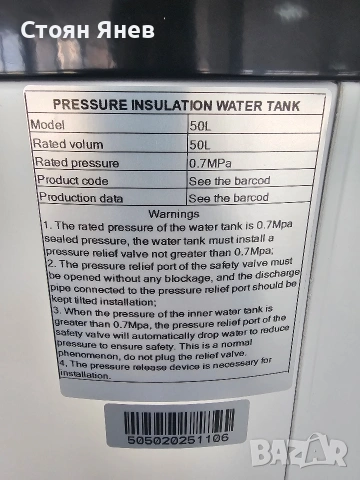 Стоян Янев
PRESSURE INSULATION WATER TANK
Model 50L
Rated volum 50L
Rated pressure 0.7MPa
Product code See the barcod
Production data See the barcod
Warnings
1. The rated pressure of the water tank is 0.7Mpa
sealed pressure, the water tank must install a
pressure relief valve not greater than 0.7Mpa;
2. The pressure relief port of the safety valve must
be opened without any blockage, and the discharge
pipe connected to the pressure relief port should be
kept tilted installation;
3. When the pressure of the inner water tank is
greater than 0.7Mpa, the pressure relief port of the
safety valve will automatically drop water to reduce
pressure to ensure safety. This is a normal
phenomenon, do not plug the relief valve.
4. The pressure release device is necessary for
installation.
505020251106
BAZAR